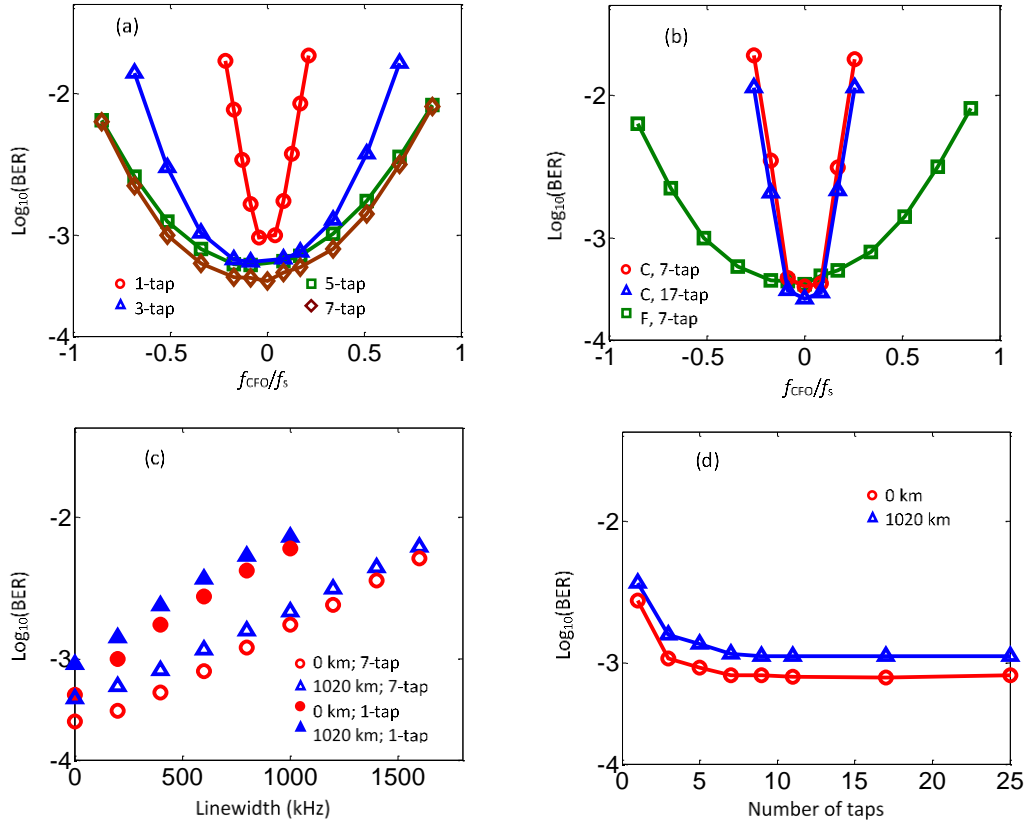 (a)
Log10(BER)
-2
-3
-4
1-tap
3-tap
5-tap
7-tap
-1
-0.5
0
0.5
1
fCFO/fs
(b)
Log10(BER)
-2
-3
-4
C, 7-tap
C, 17-tap
F, 7-tap
-1
-0.5
0
0.5
1
fCFO/fs
(c)
Log10(BER)
-2
-3
-4
0 km; 7-tap
1020 km; 7-tap
0 km; 1-tap
1020 km; 1-tap
0
500
1000
1500
Linewidth (kHz)
(d)
Log10(BER)
-2
-3
-4
0 km
1020 km
0
5
10
15
20
25
Number of taps